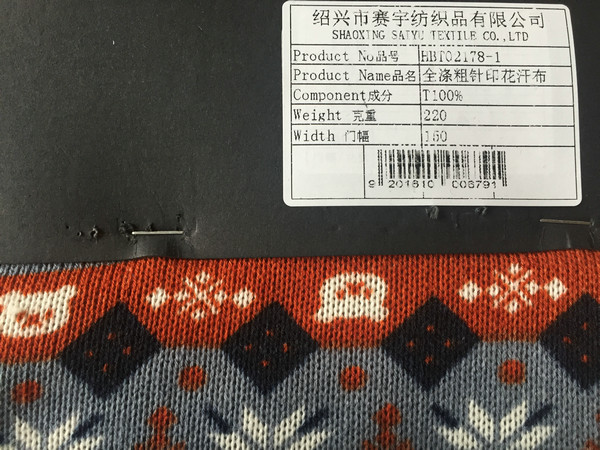 绍兴市赛宇纺织品有限公司
SHAOXING SAIYU TEXTILE CO.,LTD
Product No品号 HBT02178-1
Product Name品名 全涤粗针印花汗布
Component成分 T100%
Weight 克重 220
Width 门幅 150
9 201610 006791